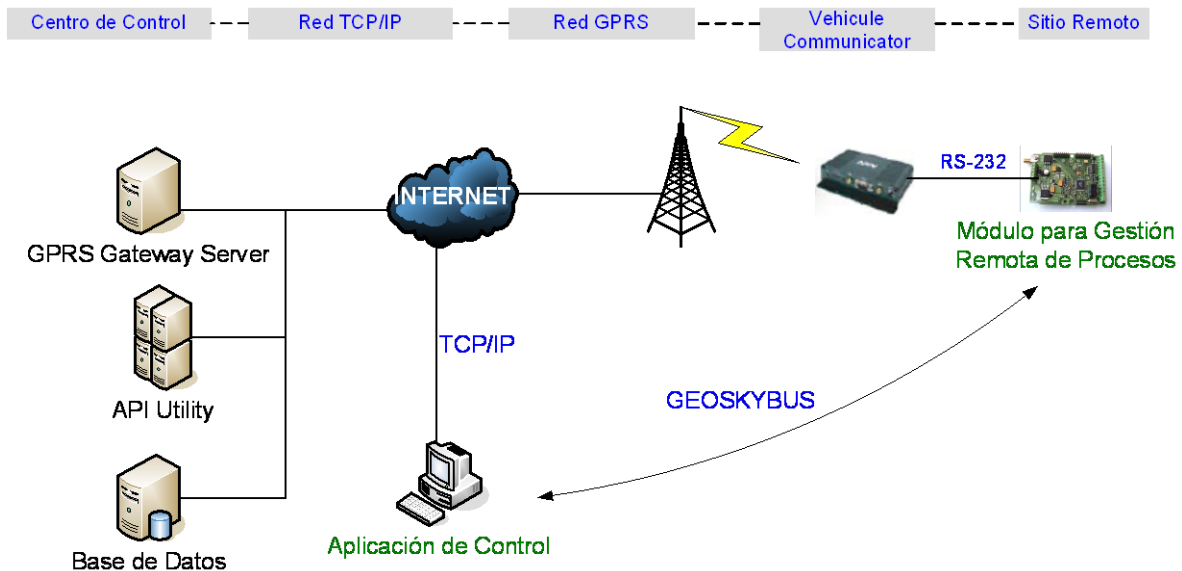 Centro de Control
Red TCP/IP
Red GPRS
Vehicule
Communicator
Sitio Remoto
INTERNET
RS-232
GPRS Gateway Server
Módulo para Gestión
Remota de Procesos
TCP/IP
API Utility
GEOSKYBUS
Aplicación de Control
Base de Datos